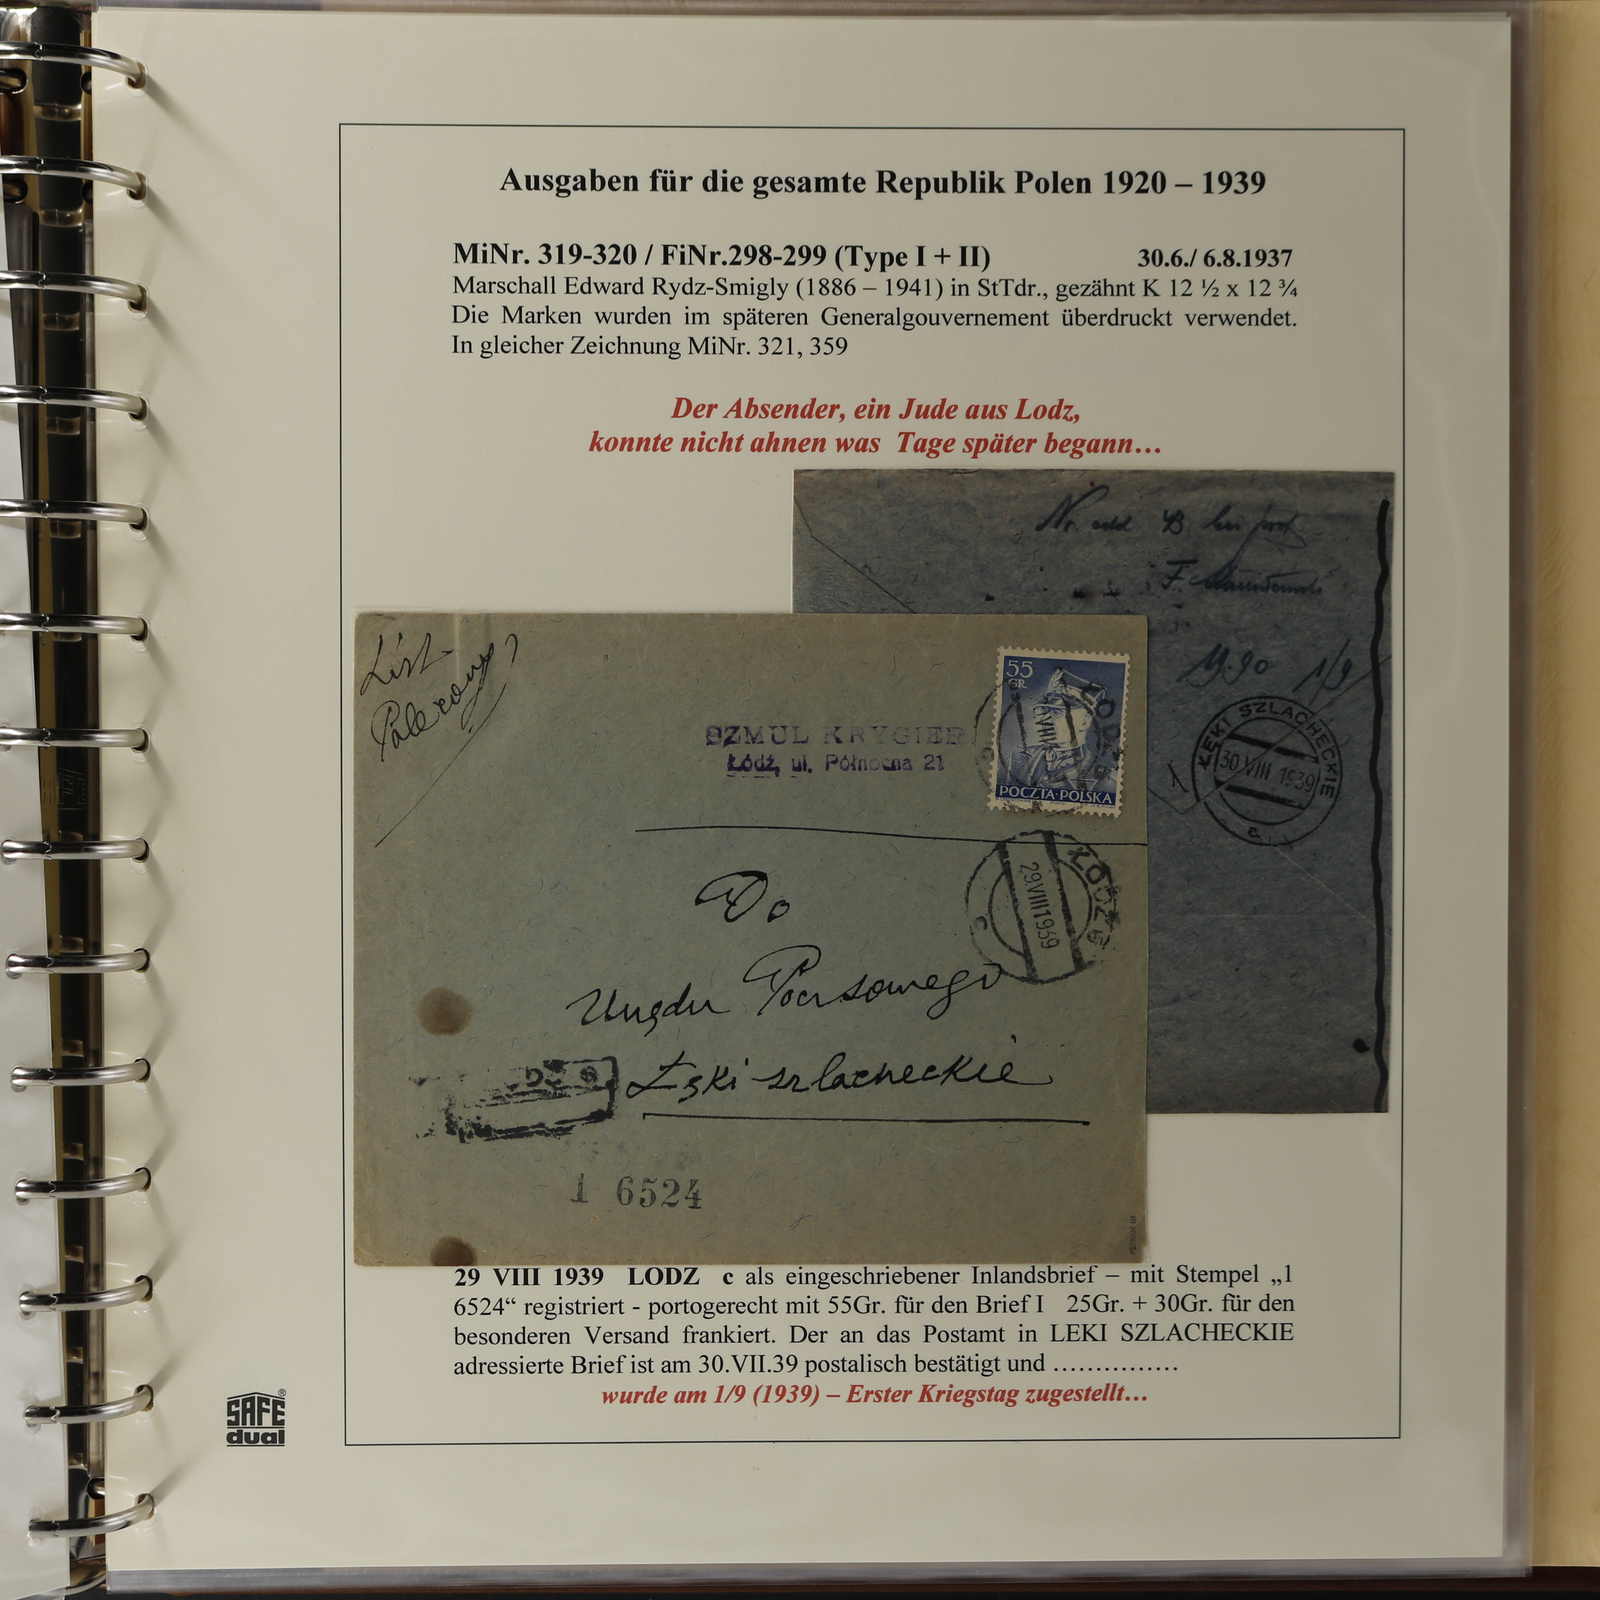 Ausgaben für die gesamte Republik Polen 1920 – 1939
MiNr. 319-320 / FiNr.298-299 (Type I + II) 30.6./ 6.8.1937
Marschall Edward Rydz-Smigly (1886 – 1941) in StTdr., gezähnt K 12 ½ x 12 ¾
Die Marken wurden im späteren Generalgouvernement überdruckt verwendet.
In gleicher Zeichnung MiNr. 321, 359
Der Absender, ein Jude aus Lodz,
konnte nicht ahnen was Tage später begann…
1/9
ŁĘKI SZLACHECKIE
30 VIII 1939
a
List
Polecony
SZMUL KRYGIER
Łódź, ul. Północna 21
55
GR.
POCZTA·POLSKA
ŁÓDŹ
29 VIII 1939
c
Do
Urzędu Pocztowego
Łęki szlacheckie
1 6524
29 VIII 1939 LODZ c als eingeschriebener Inlandsbrief – mit Stempel „1
6524“ registriert - portogerecht mit 55Gr. für den Brief I 25Gr. + 30Gr. für den
besonderen Versand frankiert. Der an das Postamt in LEKI SZLACHECKIE
adressierte Brief ist am 30.VII.39 postalisch bestätigt und ……………
wurde am 1/9 (1939) – Erster Kriegstag zugestellt…
SAFE
dual